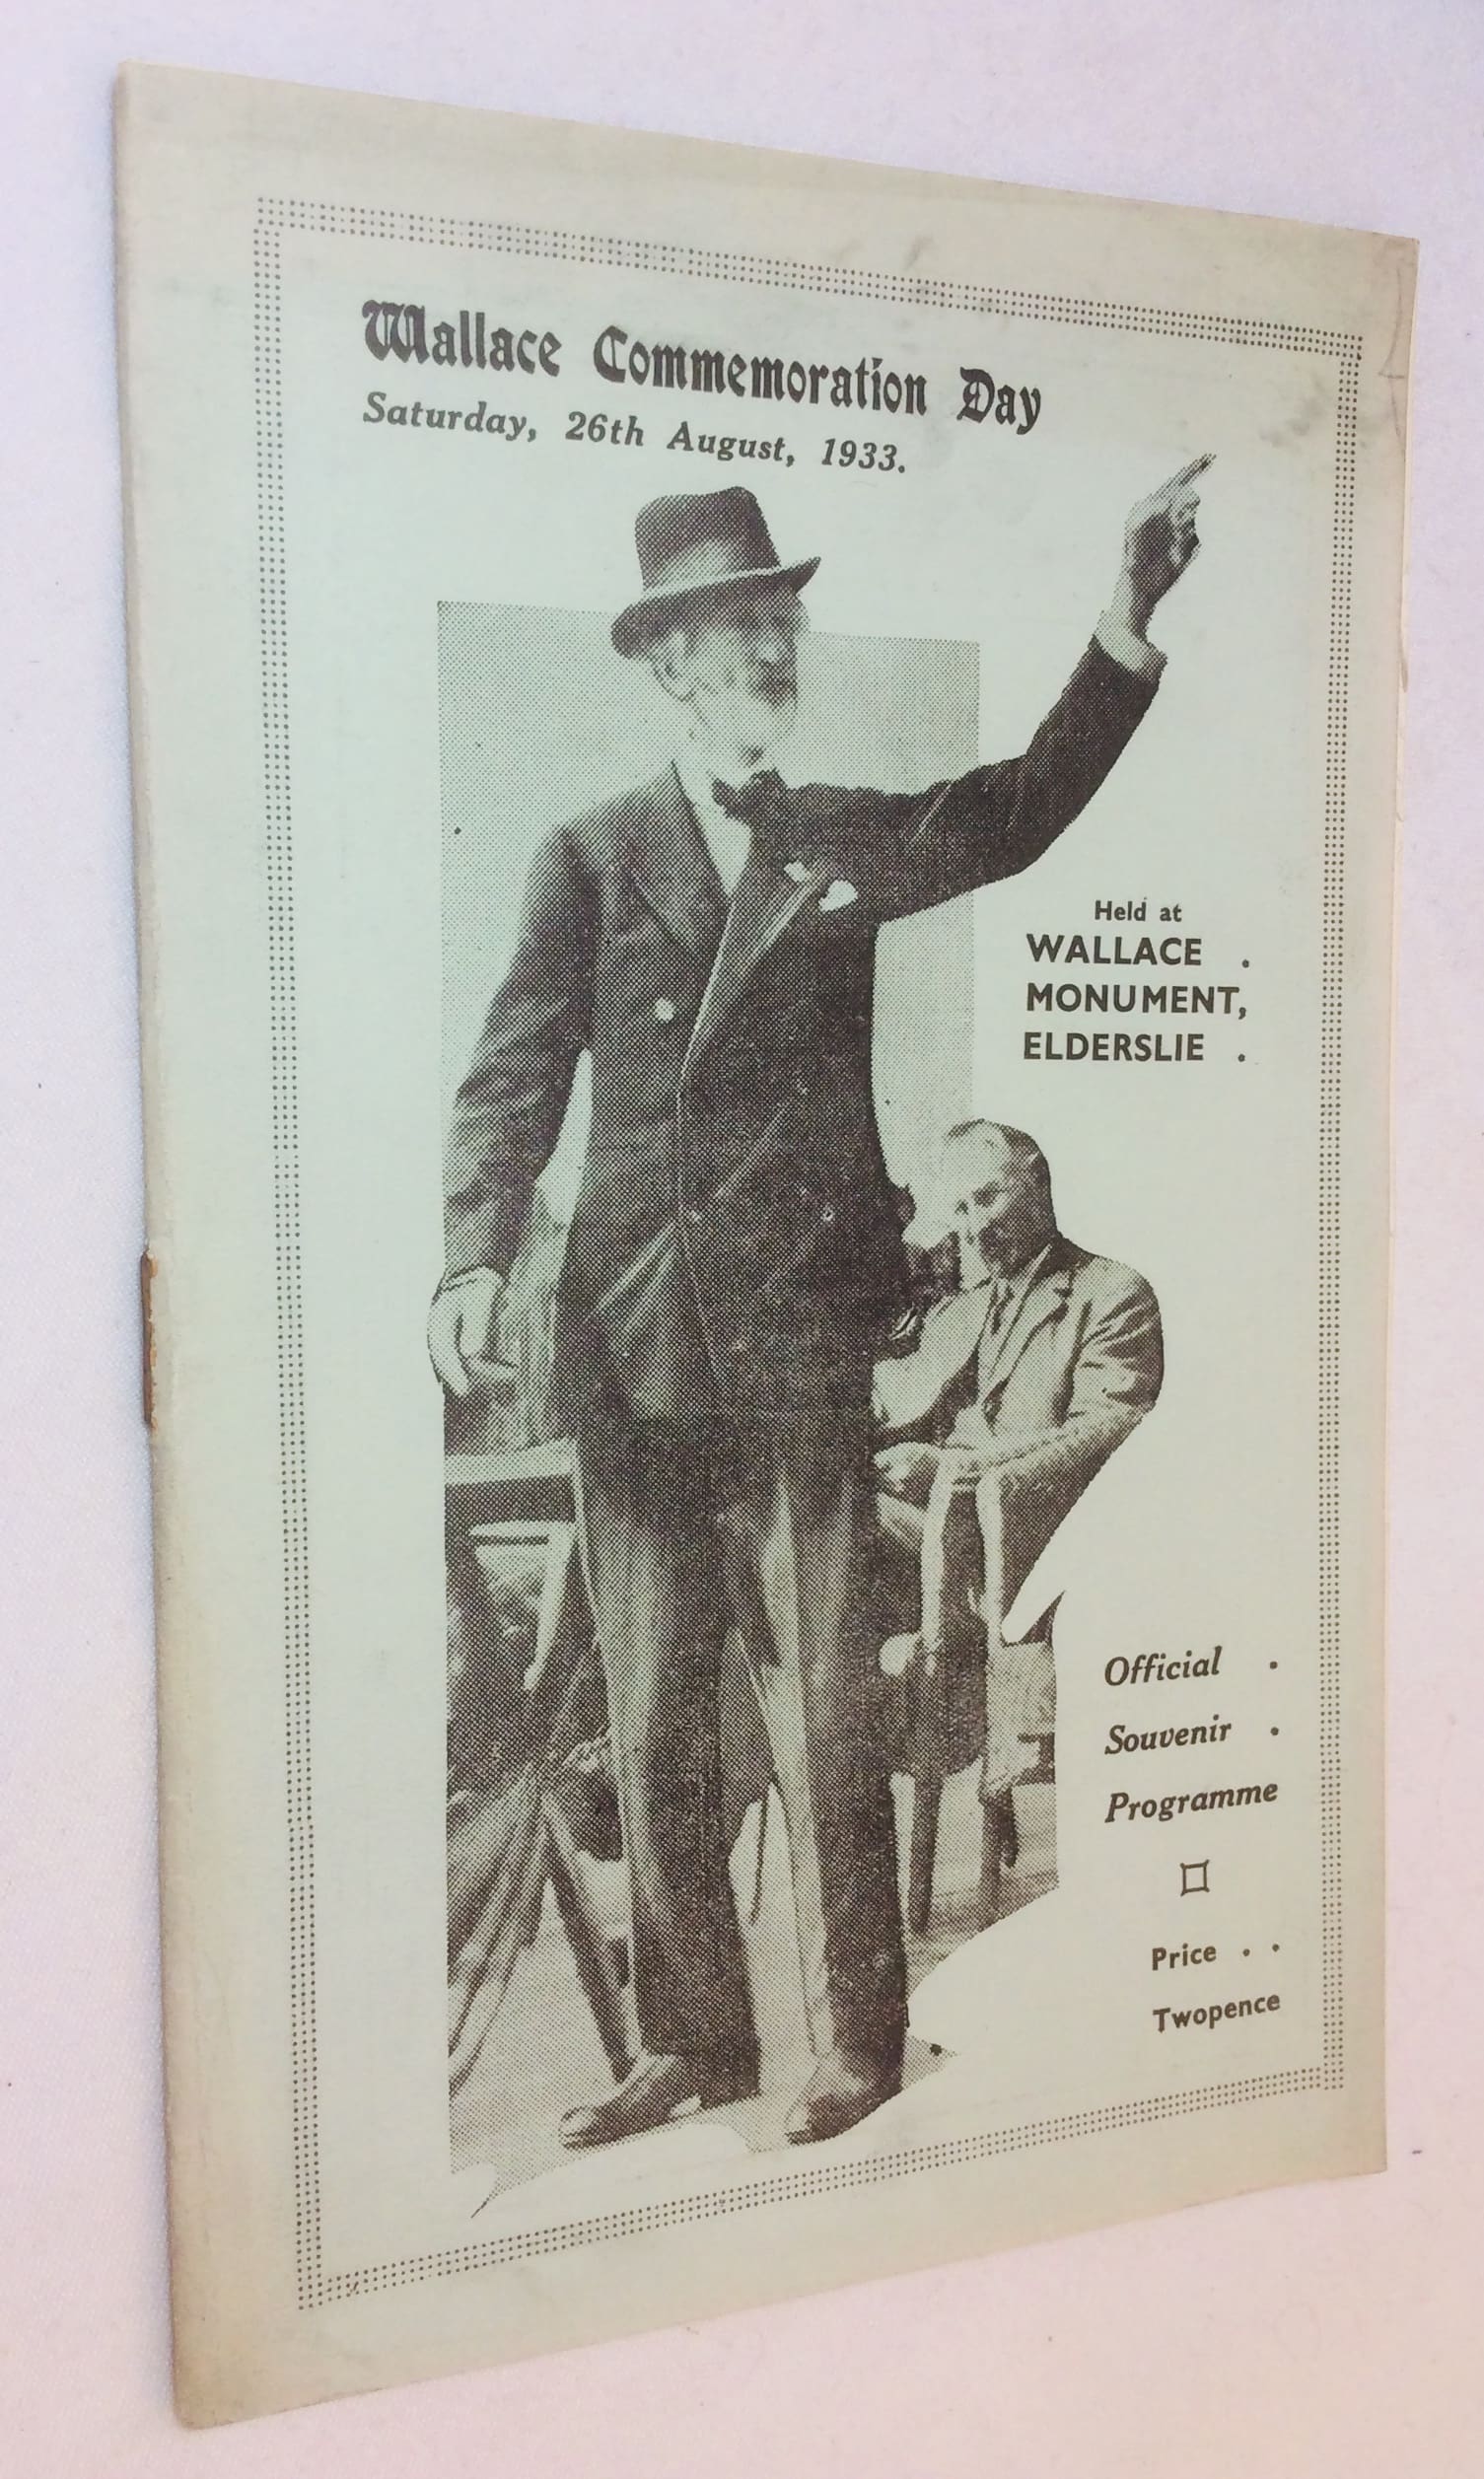 Wallace Commemoration Day
Saturday, 26th August, 1933.
Held at
WALLACE .
MONUMENT,
ELDERSLIE .
Official .
Souvenir .
Programme
Price . .
Twopence